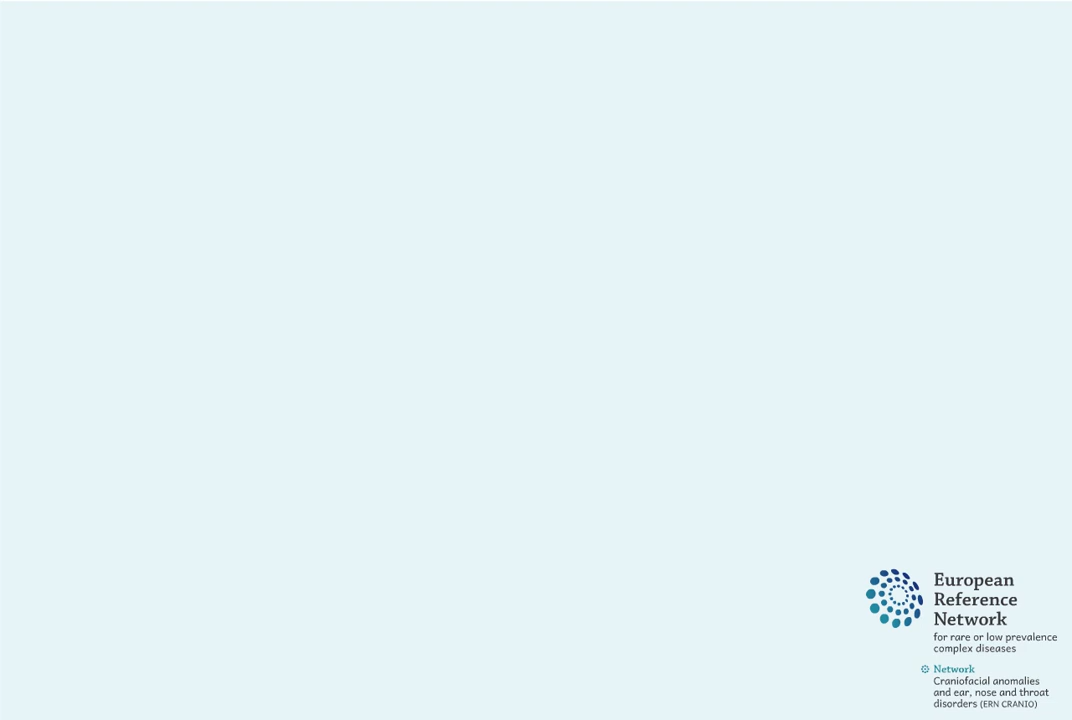 European
Reference
Network
for rare or low prevalence
complex diseases
Network
Craniofacial anomalies
and ear, nose and throat
disorders (ERN CRANIO)